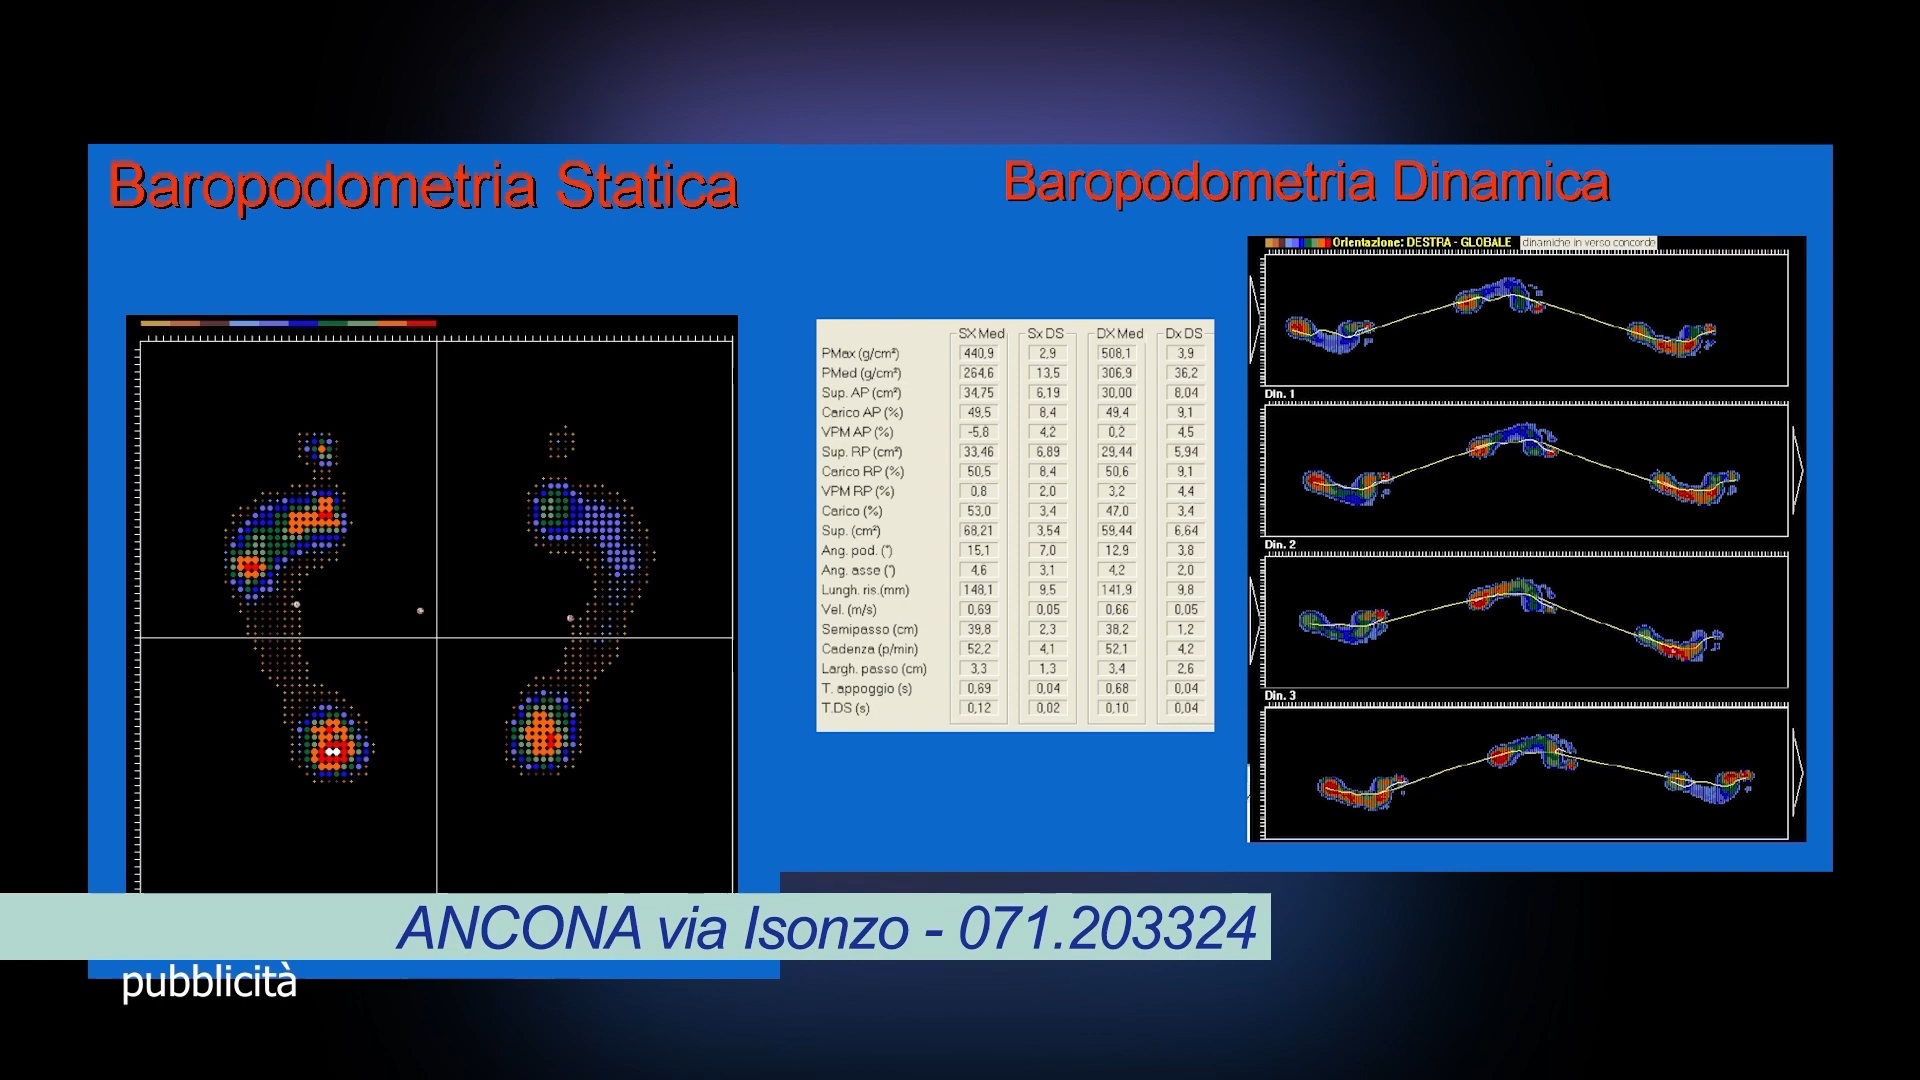 Baropodometria Statica
Baropodometria Dinamica
Orientazione: DESTRA - GLOBALE dinamiche in verso concorde
SX Med Sx DS DX Med Dx DS
PMax (g/cm²) 440,9 2,9 508,1 3,9
PMed (g/cm²) 264,6 13,5 306,9 36,2
Sup. AP (cm²) 34,75 6,19 30,00 8,04
Carico AP (%) 49,5 8,4 49,4 9,1
VPM AP (%) -5,8 4,2 0,2 4,5
Sup. RP (cm²) 33,46 6,89 29,44 5,94
Carico RP (%) 50,5 8,4 50,6 9,1
VPM RP (%) 0,8 2,0 3,2 4,4
Carico (%) 53,0 3,4 47,0 3,4
Sup. (cm²) 68,21 3,54 59,44 6,64
Ang. pod. (°) 15,1 7,0 12,9 3,8
Ang. asse (°) 4,6 3,1 4,2 2,0
Lungh. ris.(mm) 148,1 9,5 141,9 9,8
Vel. (m/s) 0,69 0,05 0,66 0,05
Semipasso (cm) 39,8 2,3 38,2 1,2
Cadenza (p/min) 52,2 4,1 52,1 4,2
Largh. passo (cm) 3,3 1,3 3,4 2,6
T. appoggio (s) 0,69 0,04 0,68 0,04
T.DS (s) 0,12 0,02 0,10 0,04
Din. 1
Din. 2
Din. 3
ANCONA via Isonzo - 071.203324
pubblicità